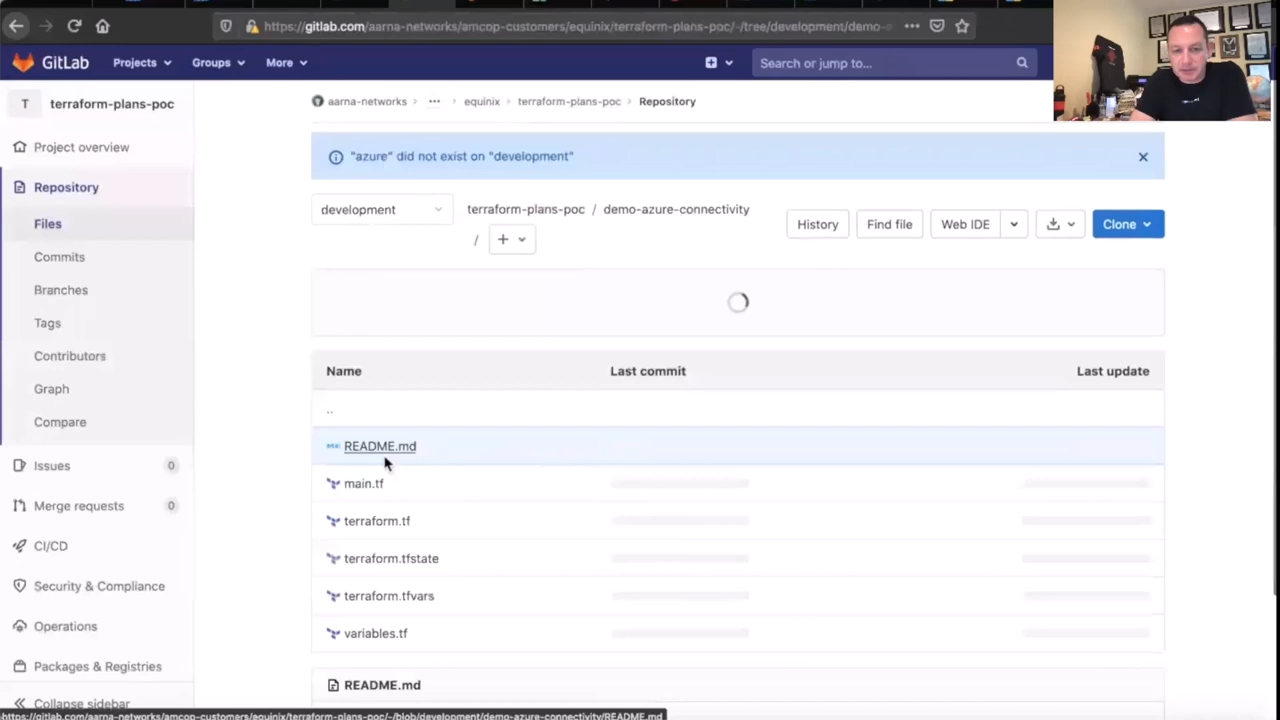 https://gitlab.com/aarna-networks/amcop-customers/equinix/terraform-plans-poc/-/tree/development/demo-a
GitLab
Projects
Groups
More
Search or jump to...
T
terraform-plans-poc
aarna-networks
...
equinix
terraform-plans-poc
Repository
Project overview
"azure" did not exist on "development"
Repository
development
terraform-plans-poc / demo-azure-connectivity
/
+
History
Find file
Web IDE
Clone
Files
Commits
Branches
Tags
Contributors
Graph
Compare
Name
Last commit
Last update
..
README.md
main.tf
terraform.tf
terraform.tfstate
terraform.tfvars
variables.tf
README.md
Issues
0
Merge requests
0
CI/CD
Security & Compliance
Operations
Packages & Registries
Collapse sidebar
https://gitlab.com/aarna-networks/amcop-customers/equinix/terraform-plans-poc/-/blob/development/demo-azure-connectivity/README.md